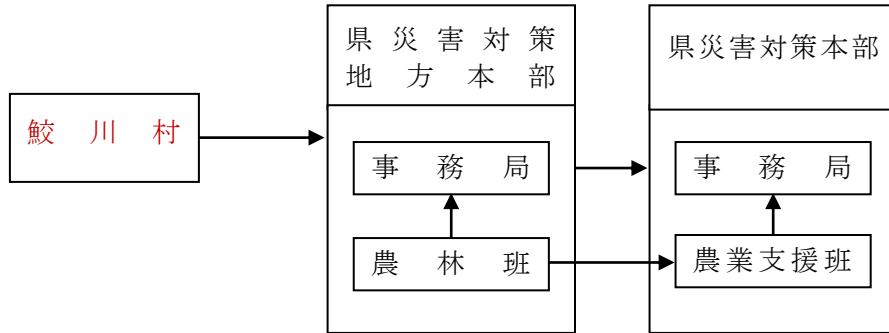 鮫川村
県災害対策
地方本部
事務局
農林班
県災害対策本部
事務局
農業支援班